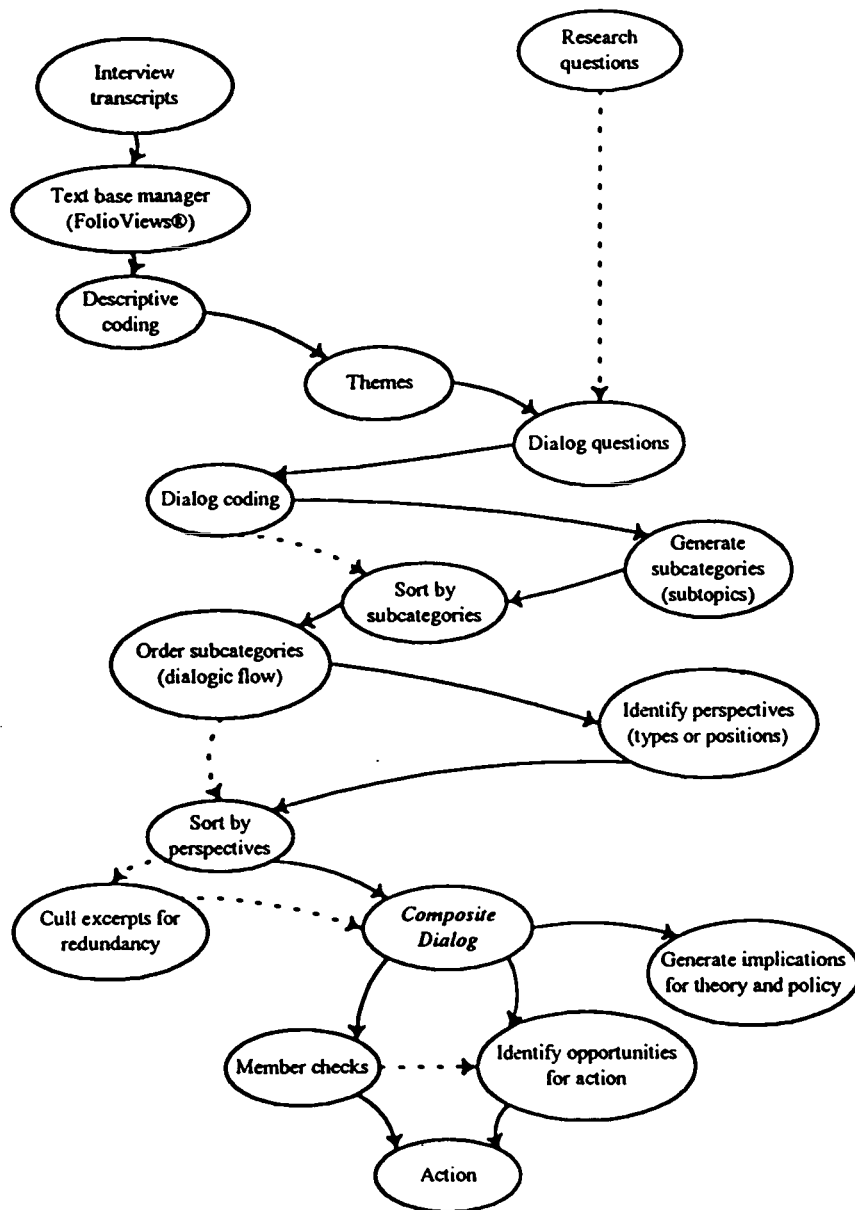 Research
questions
Interview
transcripts
Text base manager
(FolioViews®)
Descriptive
coding
Themes
Dialog questions
Dialog coding
Generate
subcategories
(subtopics)
Sort by
subcategories
Order subcategories
(dialogic flow)
Identify perspectives
(types or positions)
Sort by
perspectives
Cull excerpts for
redundancy
Composite
Dialog
Generate implications
for theory and policy
Member checks
Identify opportunities
for action
Action